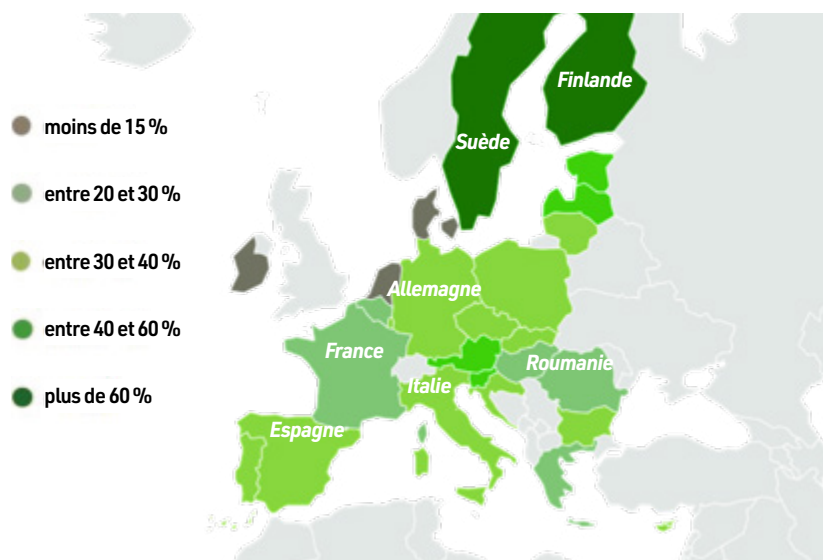 moins de 15 %
entre 20 et 30 %
entre 30 et 40 %
entre 40 et 60 %
plus de 60 %
Finlande
Suède
Allemagne
France
Roumanie
Italie
Espagne